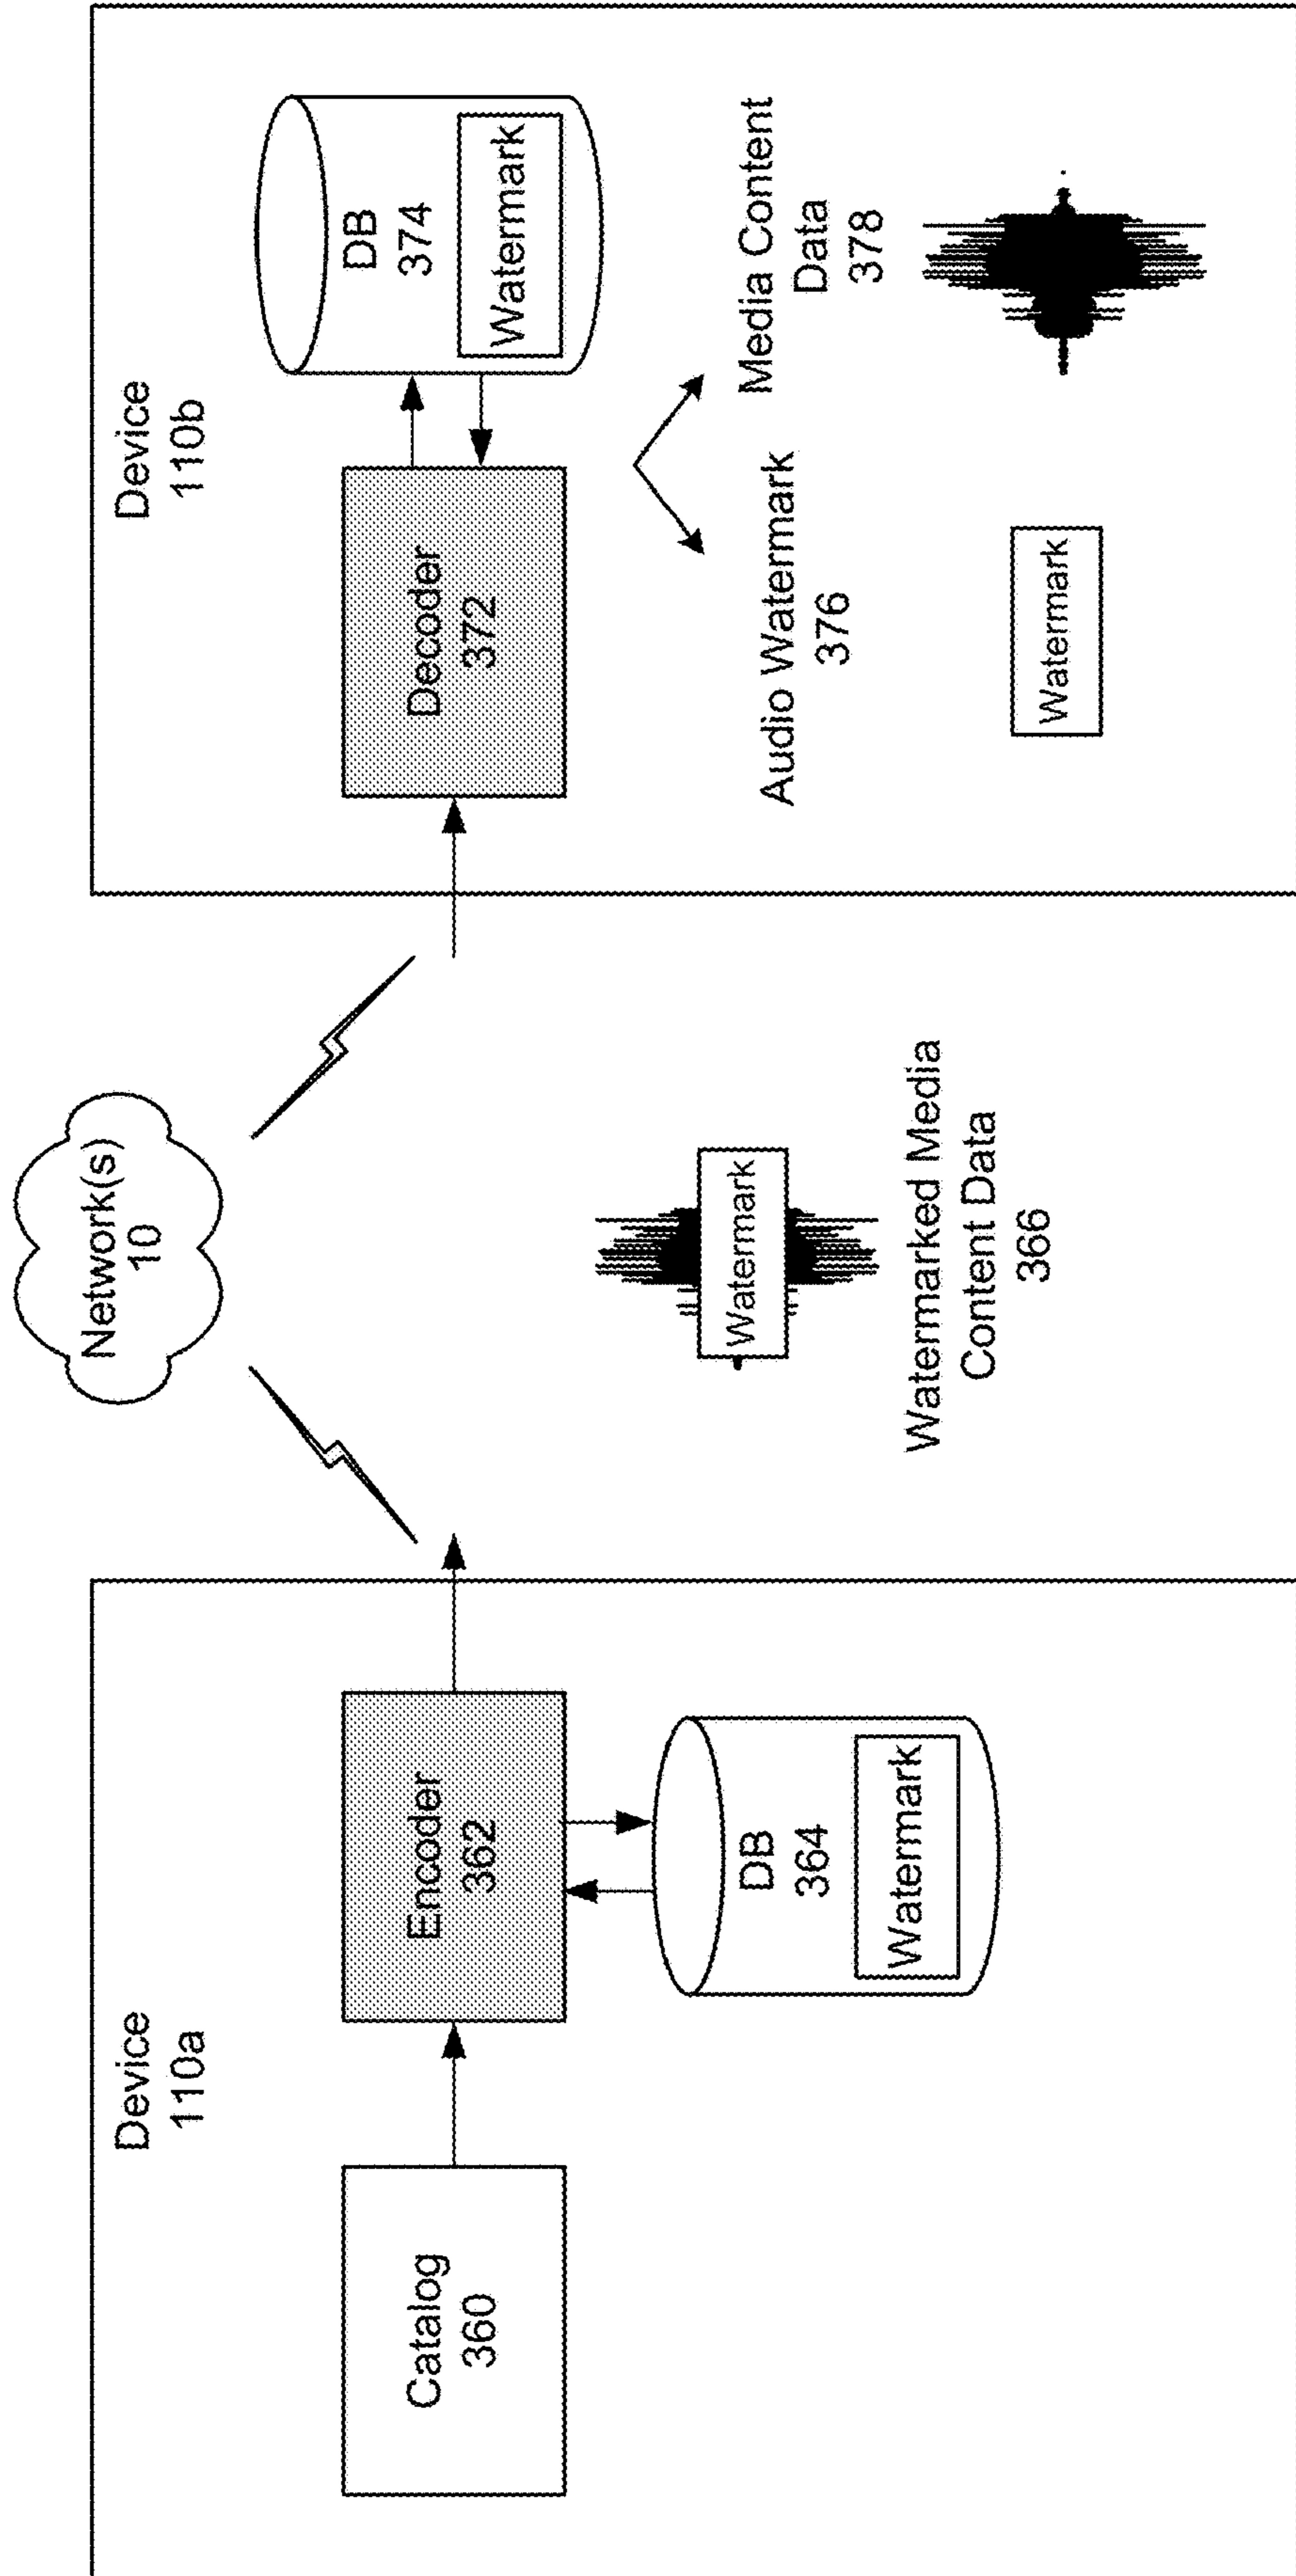 Device
110a
Catalog
360
Encoder
362
DB
364
Watermark
Network(s)
10
Watermark
Watermarked Media
Content Data
366
Device
110b
Decoder
372
DB
374
Watermark
Audio Watermark
376
Watermark
Media Content
Data
378